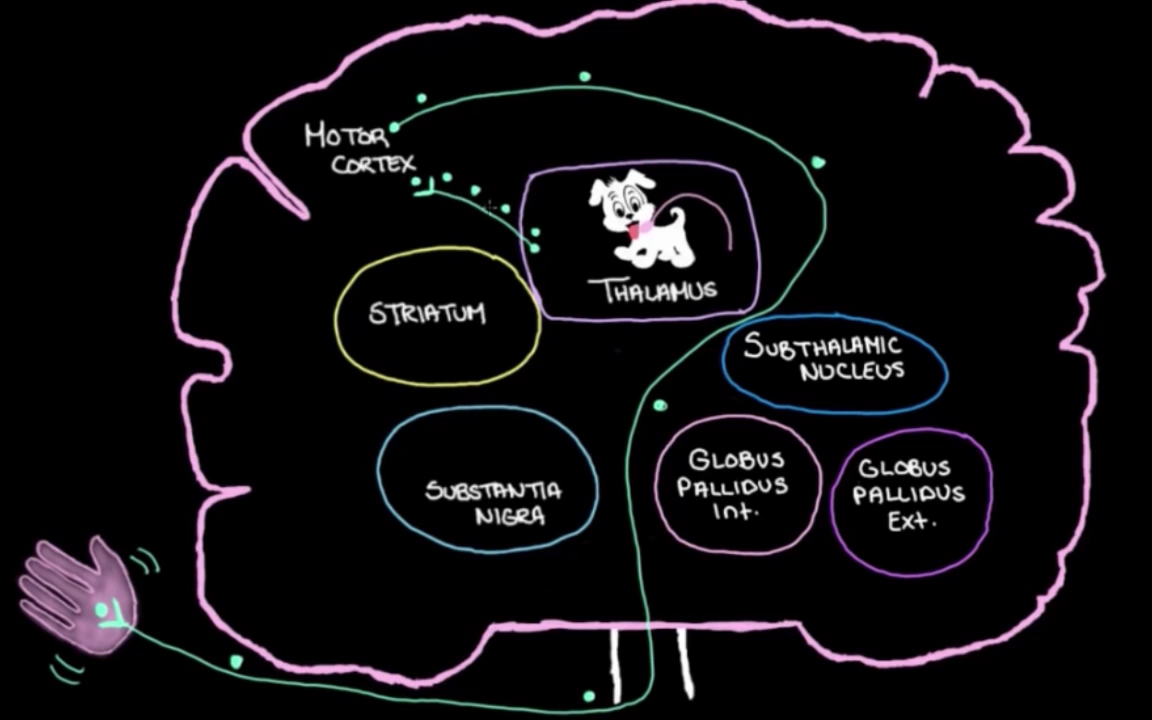 MOTOR
CORTEX
THALAMUS
STRIATUM
SUBTHALAMIC
NUCLEUS
SUBSTANTIA
NIGRA
GLOBUS
PALLIDUS
Int.
GLOBUS
PALLIDUS
Ext.